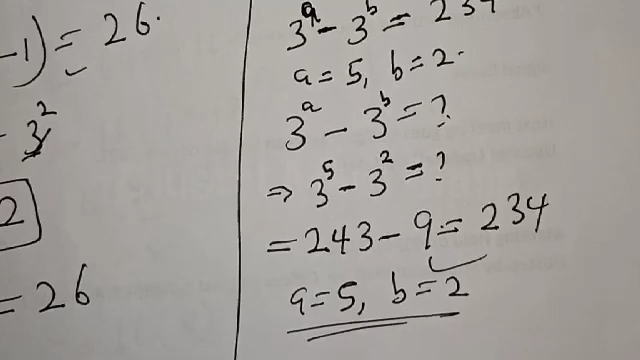 -1) = 26.
- 3²
2
= 26
3ᵃ - 3ᵇ = 234
a = 5, b = 2.
3ᵃ - 3ᵇ = ?
⇒ 3⁵ - 3² = ?
= 243 - 9 = 234
a = 5, b = 2